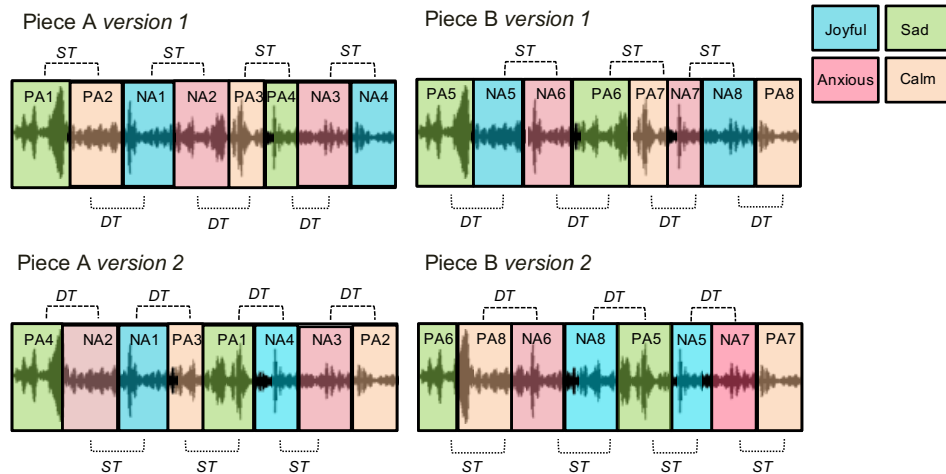 Piece A version 1
ST ST ST ST
PA1 PA2 NA1 NA2 PA3 PA4 NA3 NA4
DT DT DT
Piece B version 1
ST ST ST
PA5 NA5 NA6 PA6 PA7 NA7 NA8 PA8
DT DT DT DT
Joyful Sad
Anxious Calm
Piece A version 2
DT DT DT DT
PA4 NA2 NA1 PA3 PA1 NA4 NA3 PA2
ST ST ST
Piece B version 2
DT DT DT
PA6 PA8 NA6 NA8 PA5 NA5 NA7 PA7
ST ST ST ST